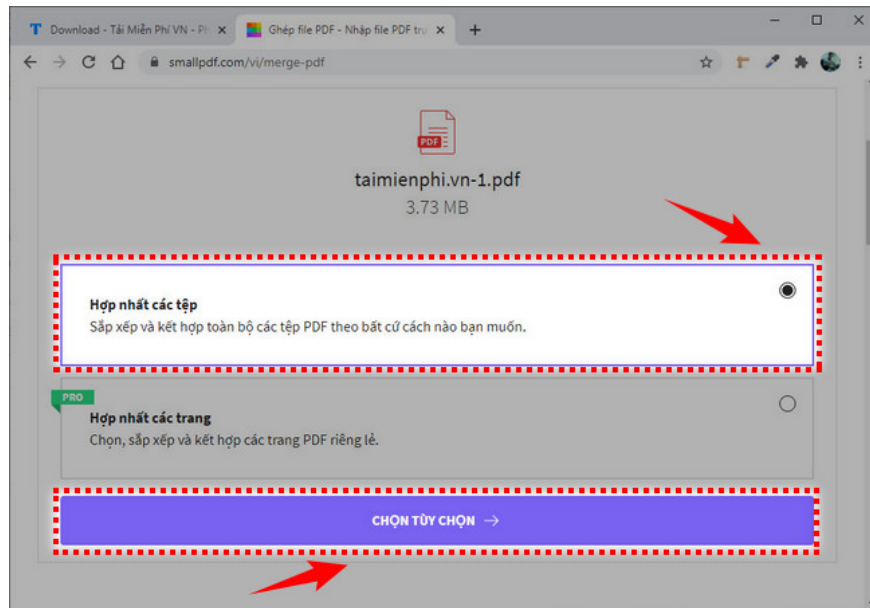 Download - Tải Miễn Phí VN - Ph
Ghép file PDF - Nhập file PDF trự
smallpdf.com/vi/merge-pdf
PDF
taimienphi.vn-1.pdf
3.73 MB
Hợp nhất các tệp
Sắp xếp và kết hợp toàn bộ các tệp PDF theo bất cứ cách nào bạn muốn.
PRO
Hợp nhất các trang
Chọn, sắp xếp và kết hợp các trang PDF riêng lẻ.
CHỌN TÙY CHỌN